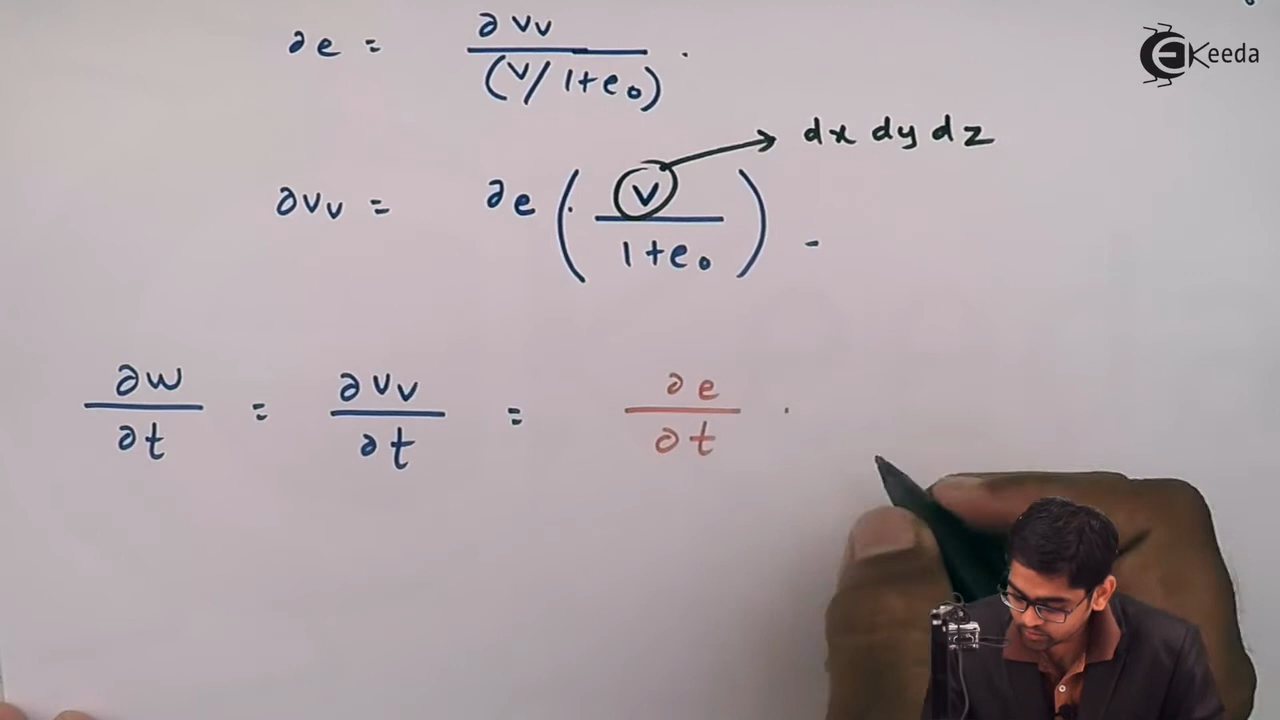 EKeeda
∂e = ∂Vv / (V/1+e₀) .
→ dx dy dz
∂Vv = ∂e ( . V / 1+e₀ ) -
∂w/∂t = ∂Vv/∂t = ∂e/∂t .